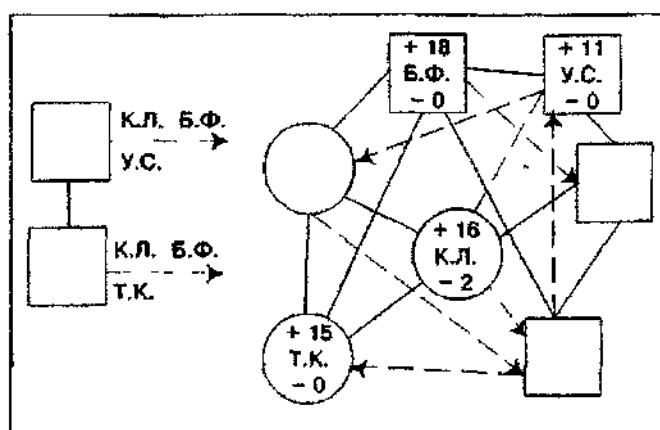 К.Л. Б.Ф.
У.С.
К.Л. Б.Ф.
Т.К.
+ 18
Б.Ф.
– 0
+ 11
У.С.
– 0
+ 16
К.Л.
– 2
+ 15
Т.К.
– 0